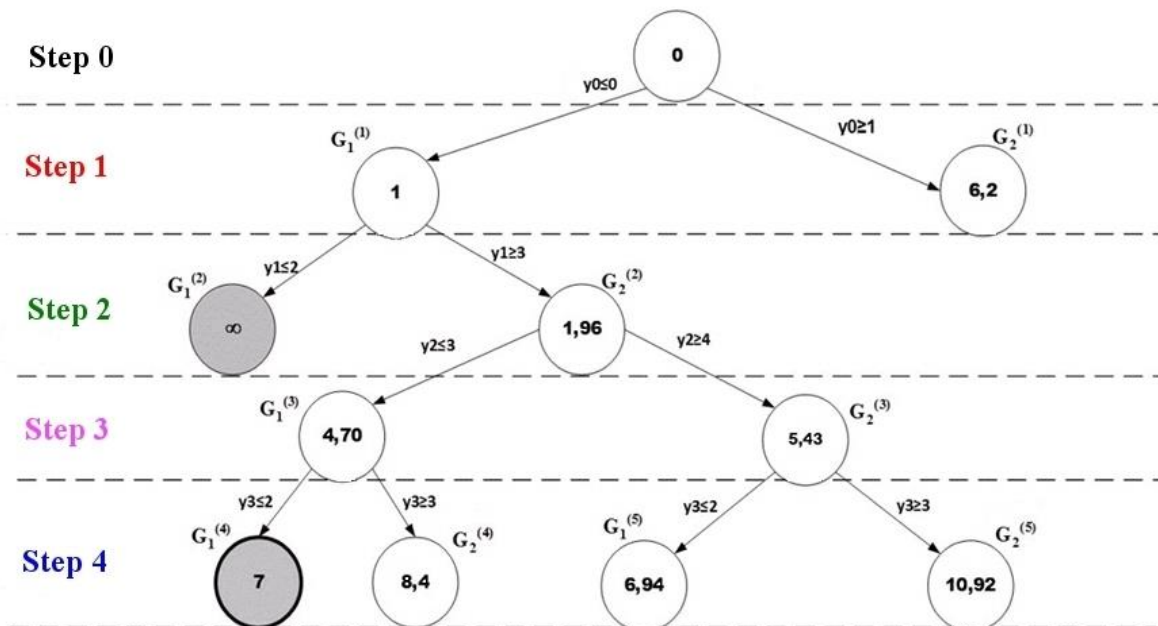 Step 0
0
y0≤0
y0≥1
Step 1
G₁⁽¹⁾
1
G₂⁽¹⁾
6,2
y1≤2
y1≥3
Step 2
G₁⁽²⁾
∞
G₂⁽²⁾
1,96
y2≤3
y2≥4
Step 3
G₁⁽³⁾
4,70
G₂⁽³⁾
5,43
y3≤2
y3≥3
y3≤2
y3≥3
Step 4
G₁⁽⁴⁾
7
G₂⁽⁴⁾
8,4
G₁⁽⁵⁾
6,94
G₂⁽⁵⁾
10,92